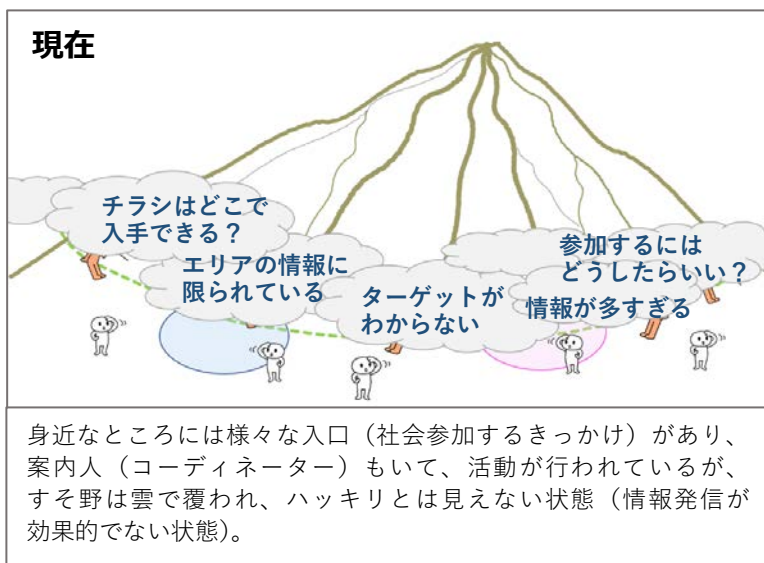 現在
チラシはどこで
入手できる?
エリアの情報に
限られている
ターゲットが
わからない
参加するには
どうしたらいい?
情報が多すぎる
身近なところには様々な入口(社会参加するきっかけ)があり、
案内人(コーディネーター)もいて、活動が行われているが、
すそ野は雲で覆われ、ハッキリとは見えない状態(情報発信が
効果的でない状態)。